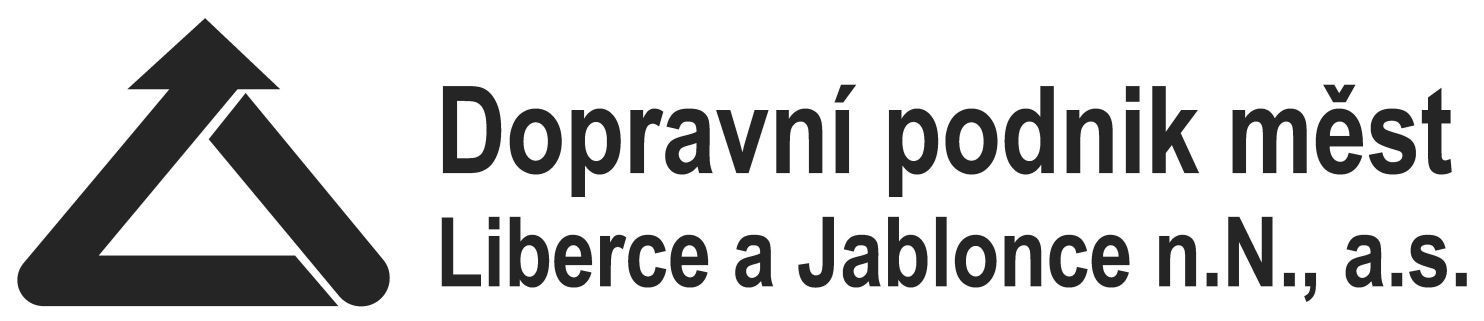 Dopravní podnik měst
Liberce a Jablonce n.N., a.s.